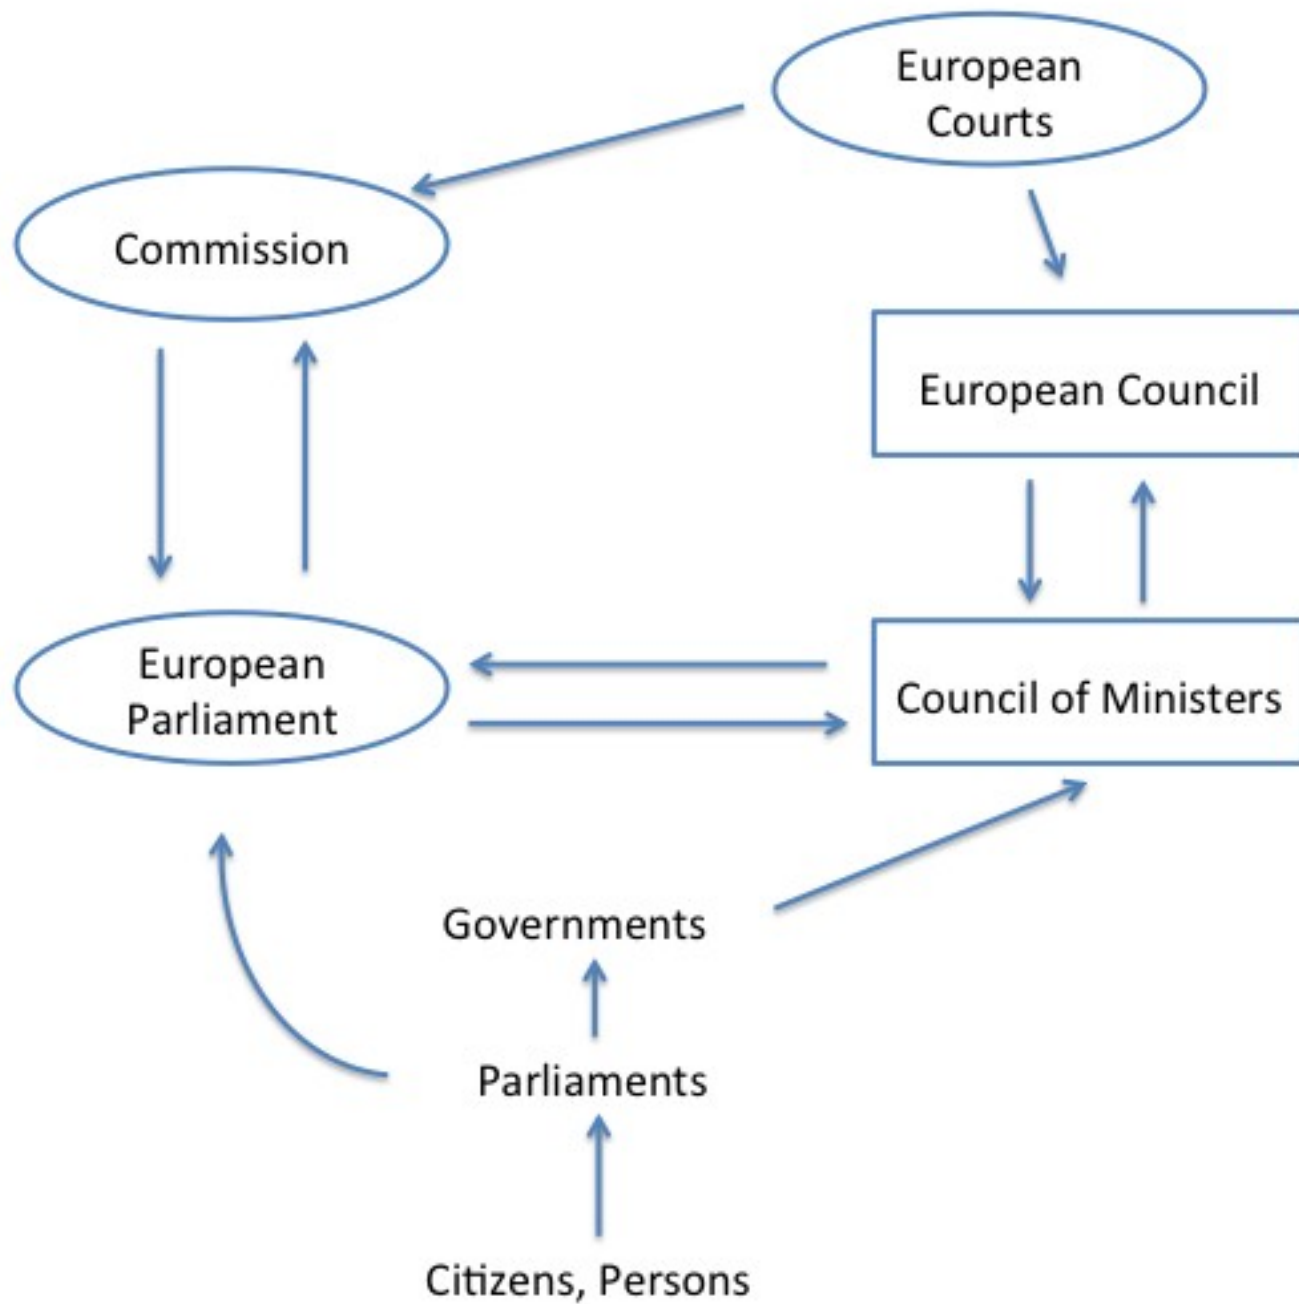 European
Courts
Commission
European Council
European
Parliament
Council of Ministers
Governments
Parliaments
Citizens, Persons